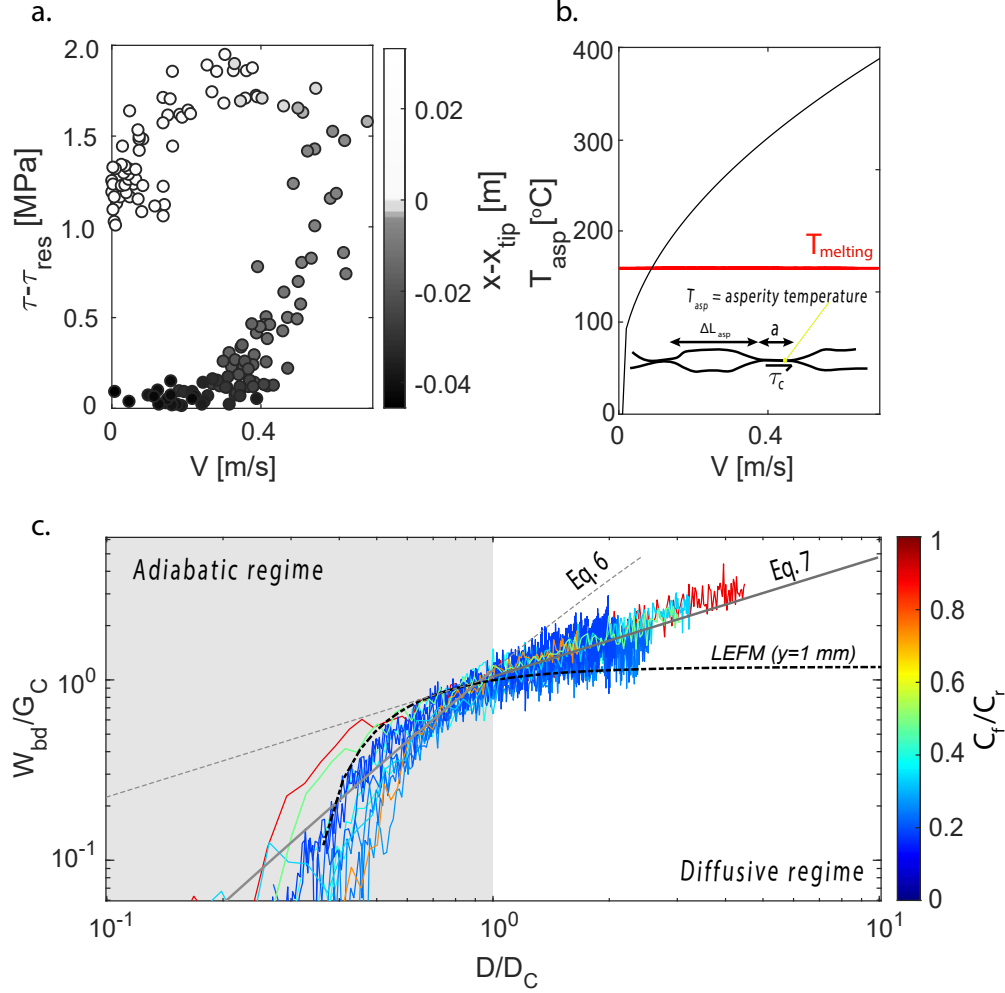 a.
2.0
1.5
1.0
0.5
0
τ-τres [MPa]
0
0.4
V [m/s]
0.02
0
-0.02
-0.04
x-xtip [m]
b.
400
300
200
100
0
Tasp [oC]
Tmelting
Tasp = asperity temperature
ΔLasp
a
τc
0
0.4
V [m/s]
c.
Adiabatic regime
Eq.6
Eq.7
LEFM (y=1 mm)
Diffusive regime
10^0
10^-1
Wbd/GC
10^-1
10^0
10^1
D/DC
1
0.8
0.6
0.4
0.2
0
Cf/Cr